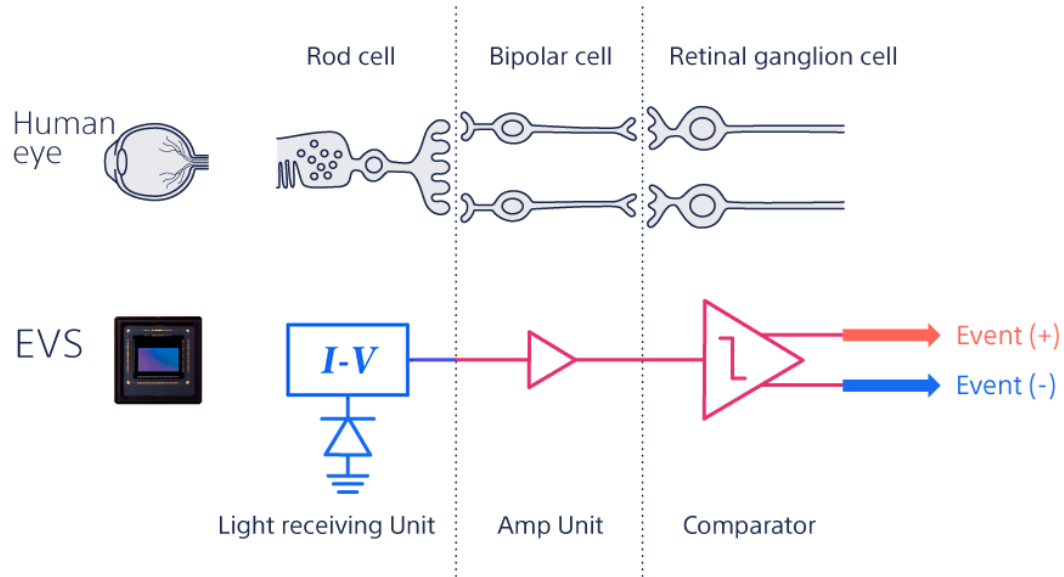 Rod cell
Bipolar cell
Retinal ganglion cell
Human
eye
EVS
I-V
Event (+)
Event (-)
Light receiving Unit
Amp Unit
Comparator